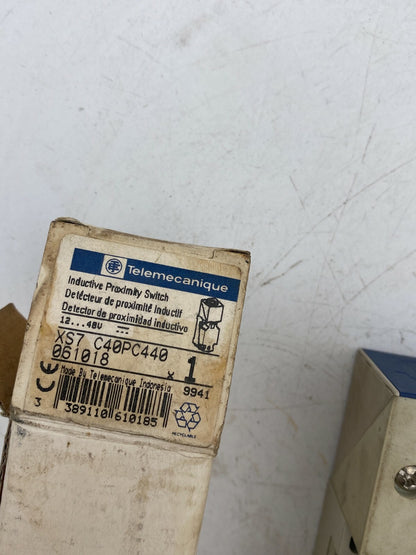 Telemecanique
Inductive Proximity Switch
Détecteur de proximité Inductif
Detector de proximidad inductivo
12...48V
XS7 C40PC440
061018
x 1
Made By Telemecanique Indonesia
9941
3 389110 610185
RECYCLABLE